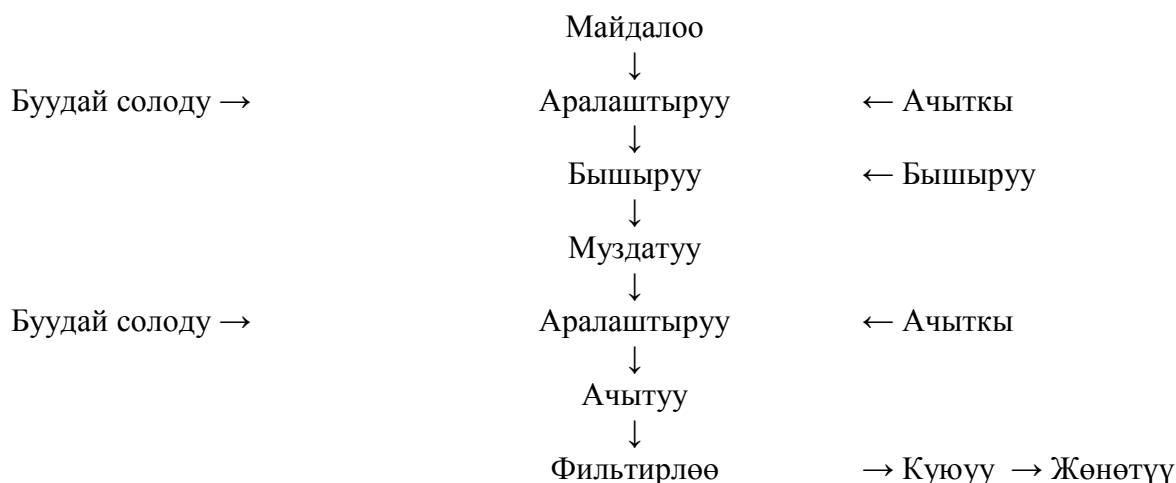 Майдалоо
↓
Буудай солоду → Аралаштыруу ← Ачыткы
↓
Бышыруу ← Бышыруу
↓
Муздатуу
↓
Буудай солоду → Аралаштыруу ← Ачыткы
↓
Ачытуу
↓
Фильтирлөө → Куюуу → Жөнөтүү